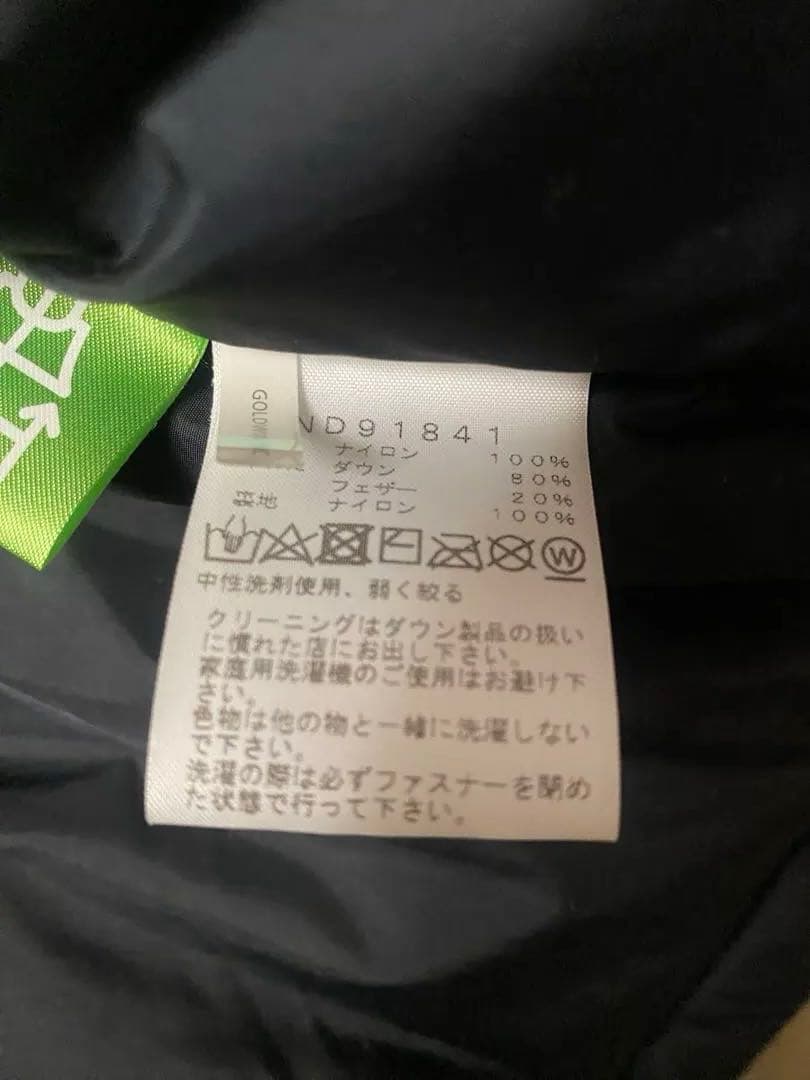 ND91841
ナイロン 100%
ダウン 80%
フェザー 20%
ナイロン 100%
W
中性洗剤使用、弱く絞る
クリーニングはダウン製品の扱い
に慣れた店にお出し下さい。
家庭用洗濯機のご使用はお避け下
さい。
色物は他の物と一緒に洗濯しない
で下さい。
洗濯の際は必ずファスナーを閉め
た状態で行って下さい。